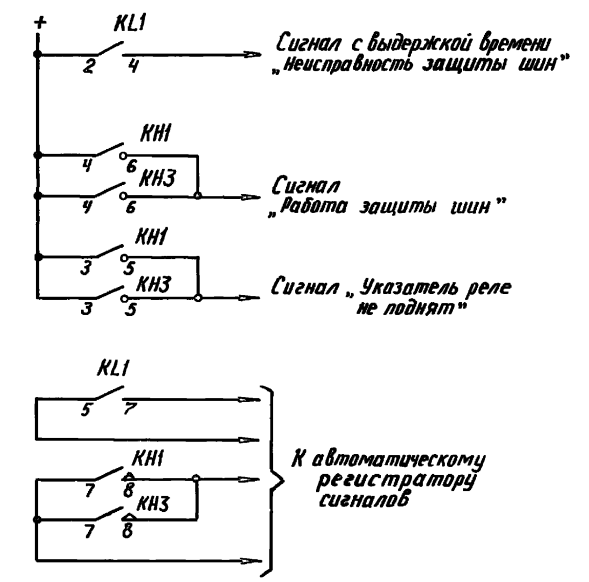 +
KL1
2 4
Сигнал с выдержкой времени
„Неисправность защиты шин"
KH1
4 6
KH3
4 6
Сигнал
„Работа защиты шин"
KH1
3 5
KH3
3 5
Сигнал „Указатель реле
не поднят"
KL1
5 7
KH1
7 8
KH3
7 8
К автоматическому
регистратору
сигналов